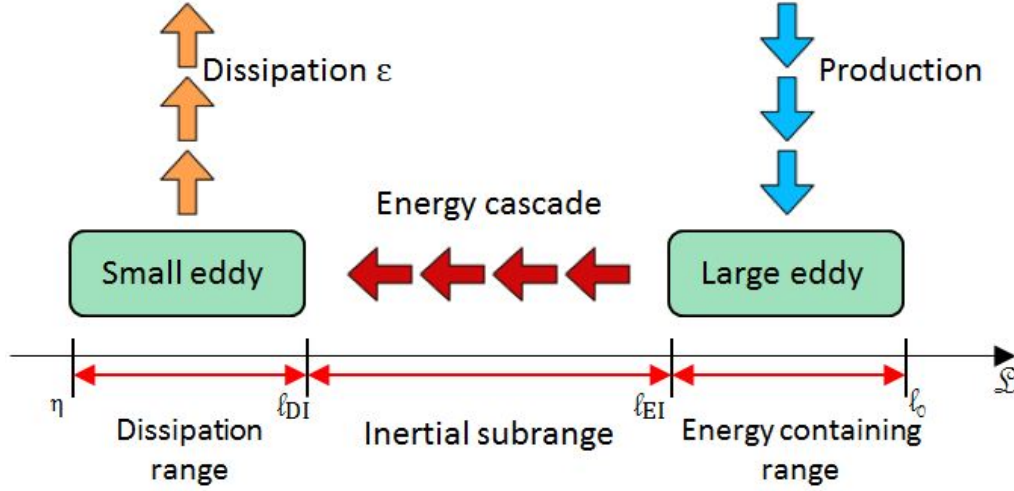 Dissipation ε
Production
Energy cascade
Small eddy
Large eddy
η
ℓDI
ℓEI
ℓ0
𝔏
Dissipation
range
Inertial subrange
Energy containing
range